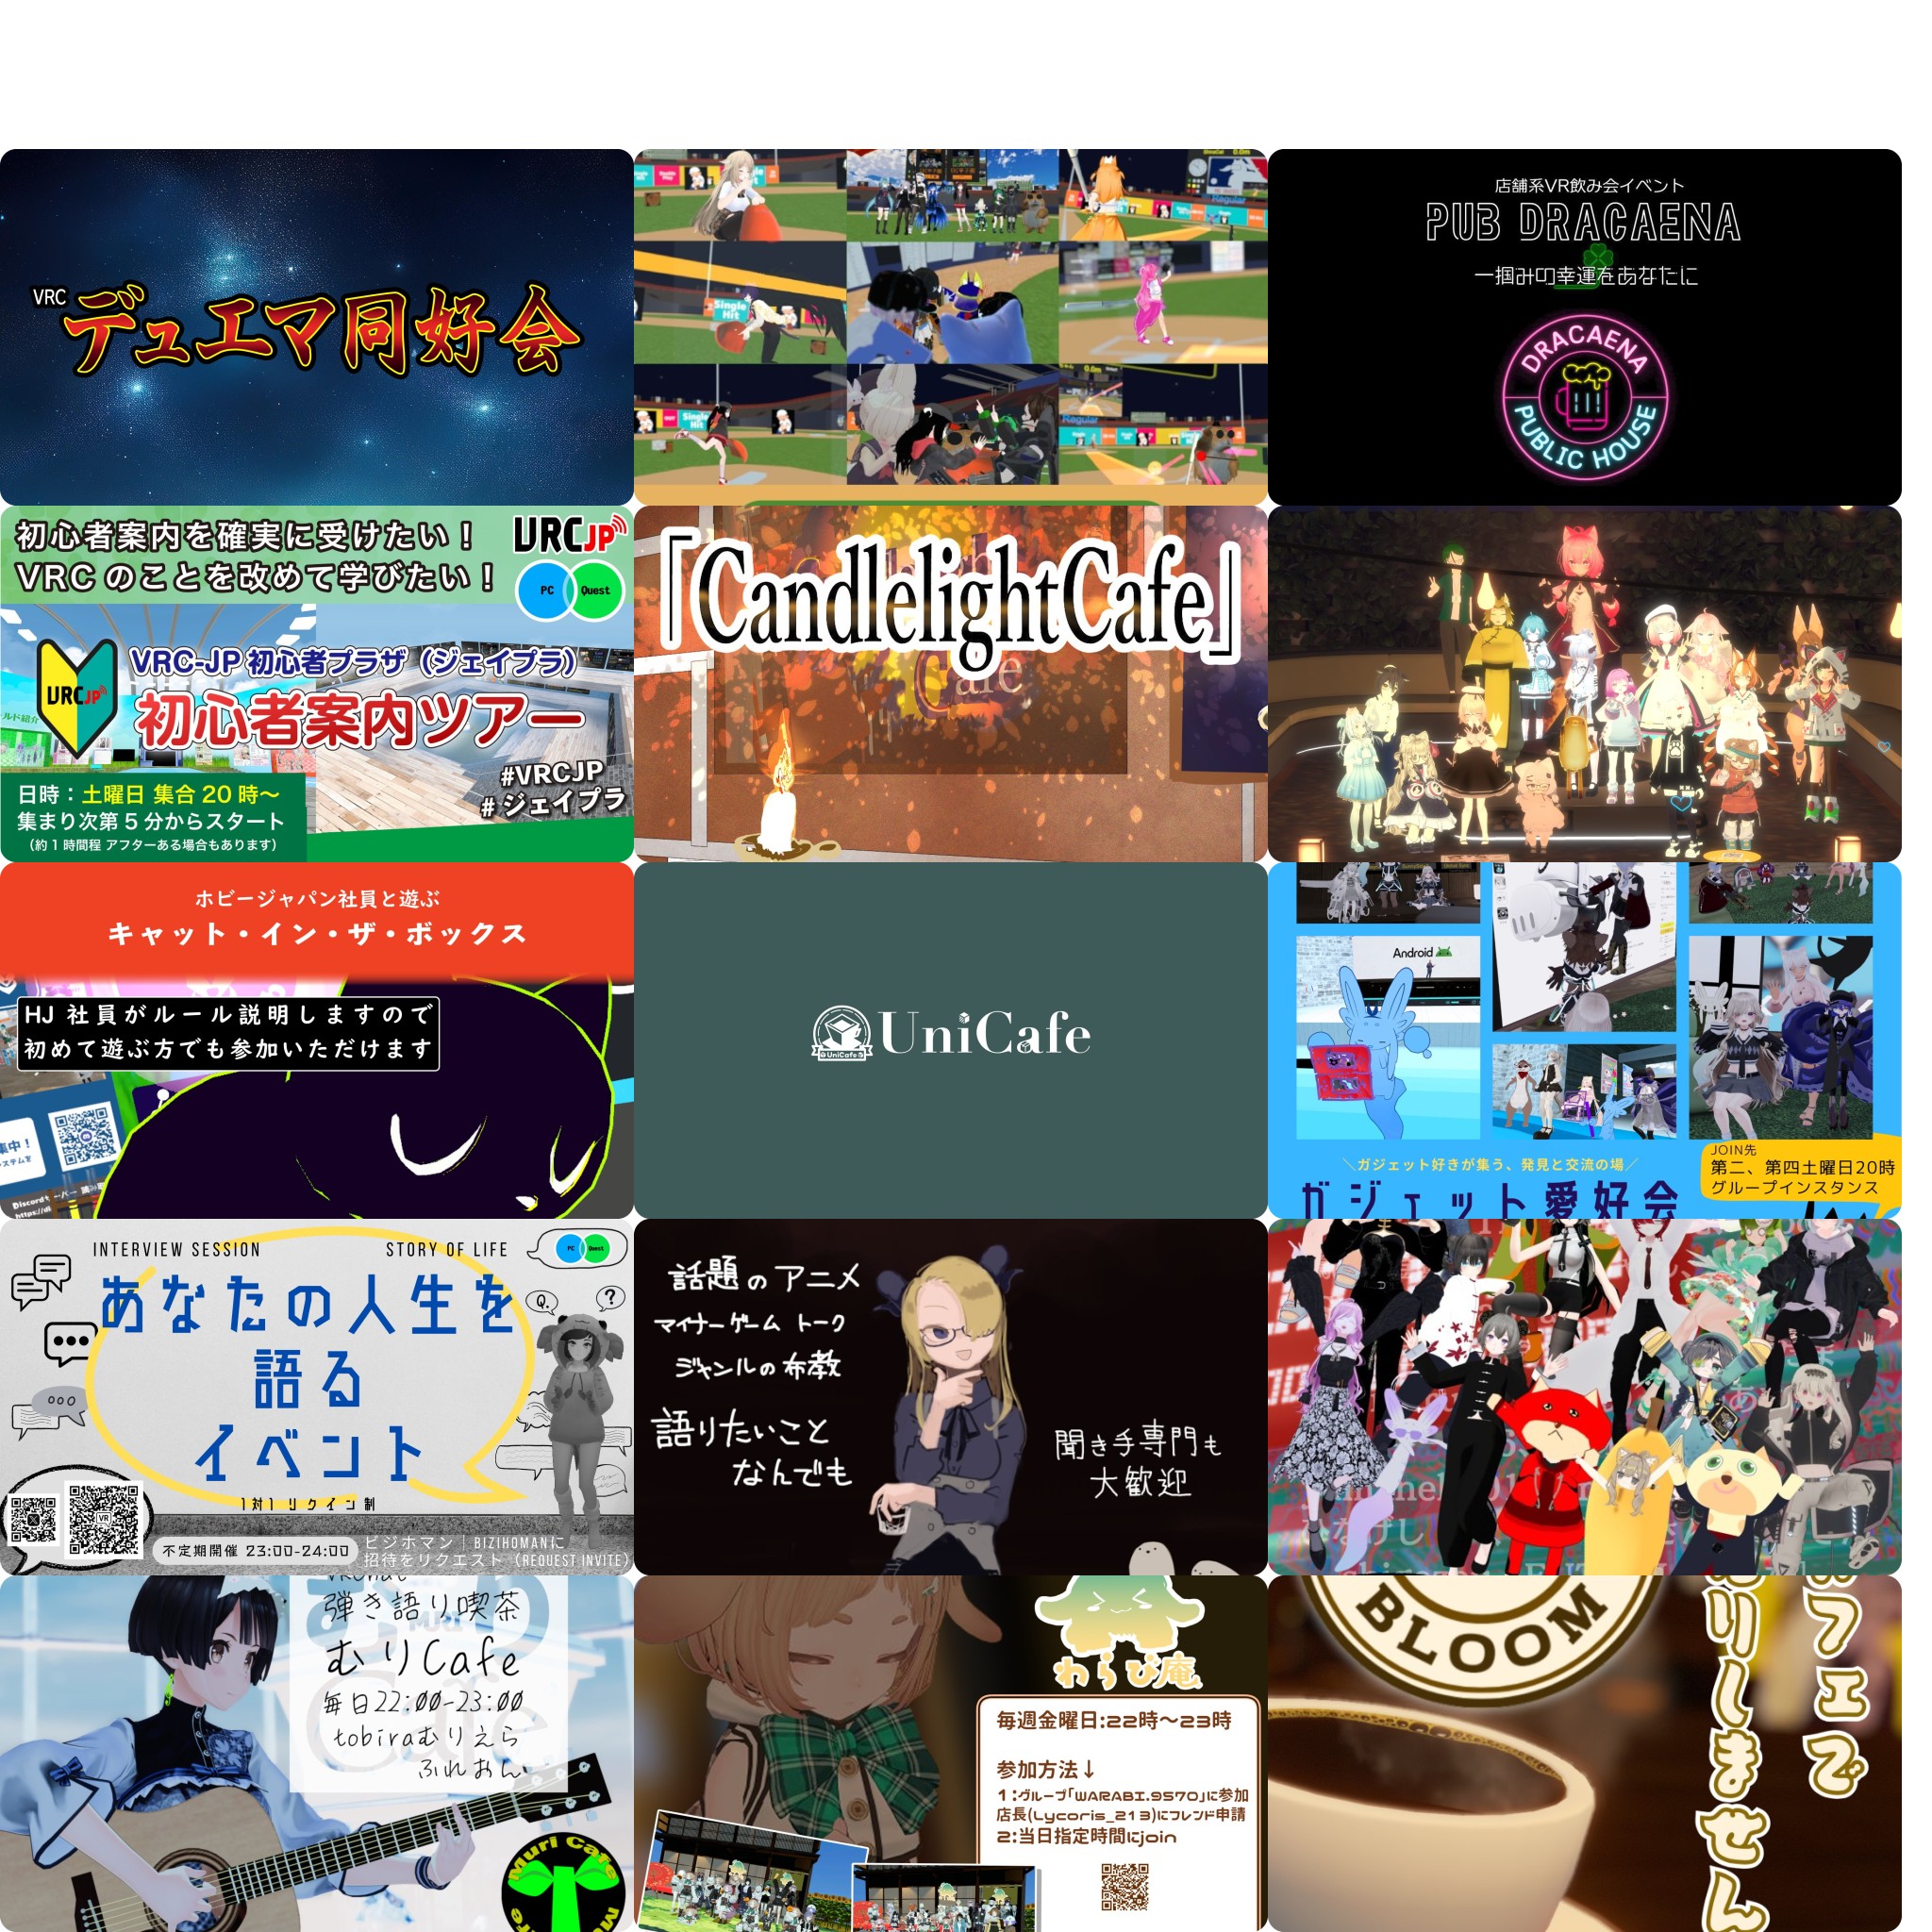 VRC
デュエマ同好会
Single Hit
Single Hit
Single Hit
Regular
Regular
0.0m
店舗系VR飲み会イベント
PUB DRACAENA
一掴みの幸運をあなたに
DRACAENA
PUBLIC HOUSE
初心者案内を確実に受けたい!
VRCのことを改めて学びたい!
VRCJP
PC
Quest
VRC-JP 初心者プラザ(ジェイプラ)
VRCJP
初心者案内ツアー
#VRCJP
#ジェイプラ
日時:土曜日 集合20時〜
集まり次第5分からスタート
(約1時間程 アフターある場合もあります)
「CandlelightCafe」
Cafe
ホビージャパン社員と遊ぶ
キャット・イン・ザ・ボックス
HJ 社員がルール説明しますので
初めて遊ぶ方でも参加いただけます
集中!
UniCafe
UniCafe
Android
\ガジェット好きが集う、発見と交流の場/
ガジェット愛好会
JOIN先
第二、第四土曜日20時
グループインスタンス
INTERVIEW SESSION
STORY OF LIFE
PC
Quest
あなたの人生を
語る
イベント
Q.
?
1対1 リクイン制
不定期開催 23:00-24:00
ビジホマン | BIZIHOMANに
招待をリクエスト (REQUEST INVITE)
話題のアニメ
マイナーゲーム トーク
ジャンルの布教
語りたいこと
なんでも
聞き手専門も
大歓迎
VRChat
弾き語り喫茶
むりCafe
毎日22:00-23:00
tobiraむりえら
ふれおん
Muri Cafe
わらび庵
毎週金曜日:22時〜23時
参加方法↓
1:グループ「WARABI.9570」に参加
店長(Lycoris_213)にフレンド申請
2:当日指定時間にjoin
BLOOM
フェで
りしません